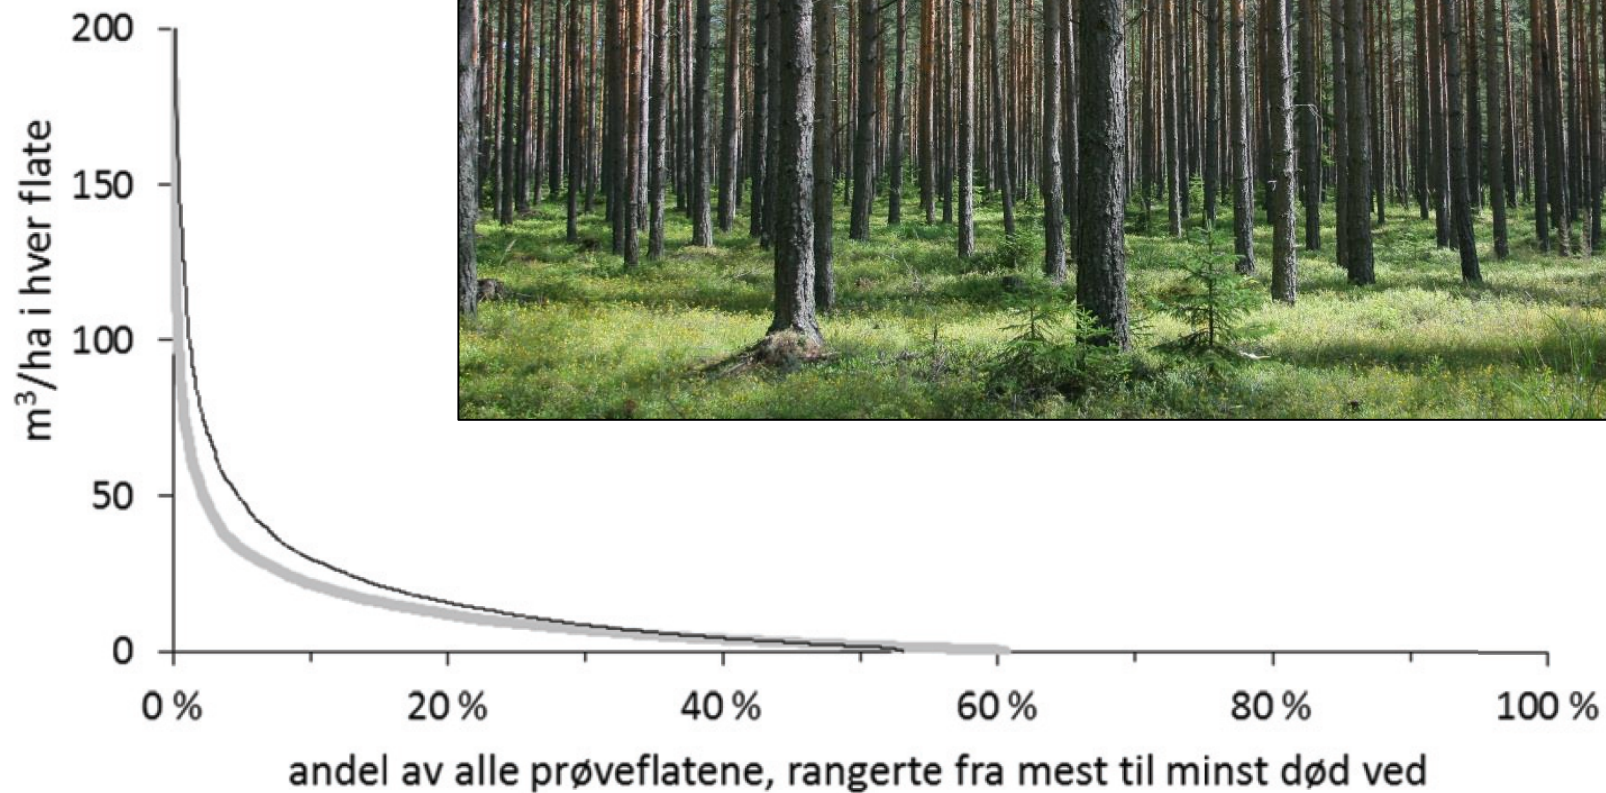 m³/ha i hver flate
200
150
100
50
0
0 % 20 % 40 % 60 % 80 % 100 %
andel av alle prøveflatene, rangerte fra mest til minst død ved